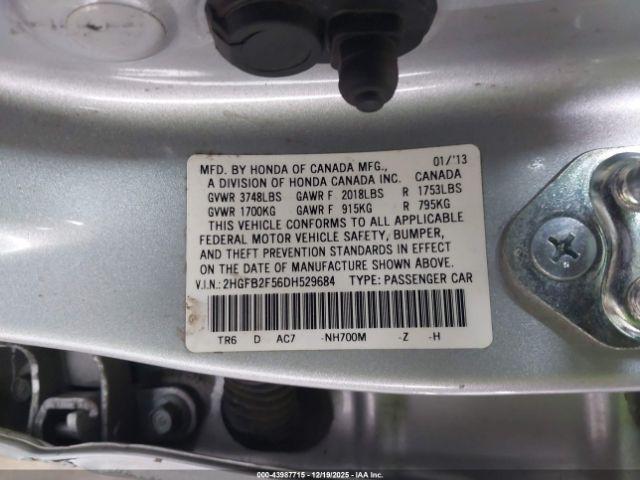 MFD. BY HONDA OF CANADA MFG., 01/'13
A DIVISION OF HONDA CANADA INC. CANADA
GVWR 3748LBS GAWR F 2018LBS R 1753LBS
GVWR 1700KG GAWR F 915KG R 795KG
THIS VEHICLE CONFORMS TO ALL APPLICABLE
FEDERAL MOTOR VEHICLE SAFETY, BUMPER,
AND THEFT PREVENTION STANDARDS IN EFFECT
ON THE DATE OF MANUFACTURE SHOWN ABOVE.
V.I.N.: 2HGFB2F56DH529684 TYPE: PASSENGER CAR
TR6 D AC7 -NH700M -Z -H
000-43987715 - 12/19/2025 - IAA Inc.